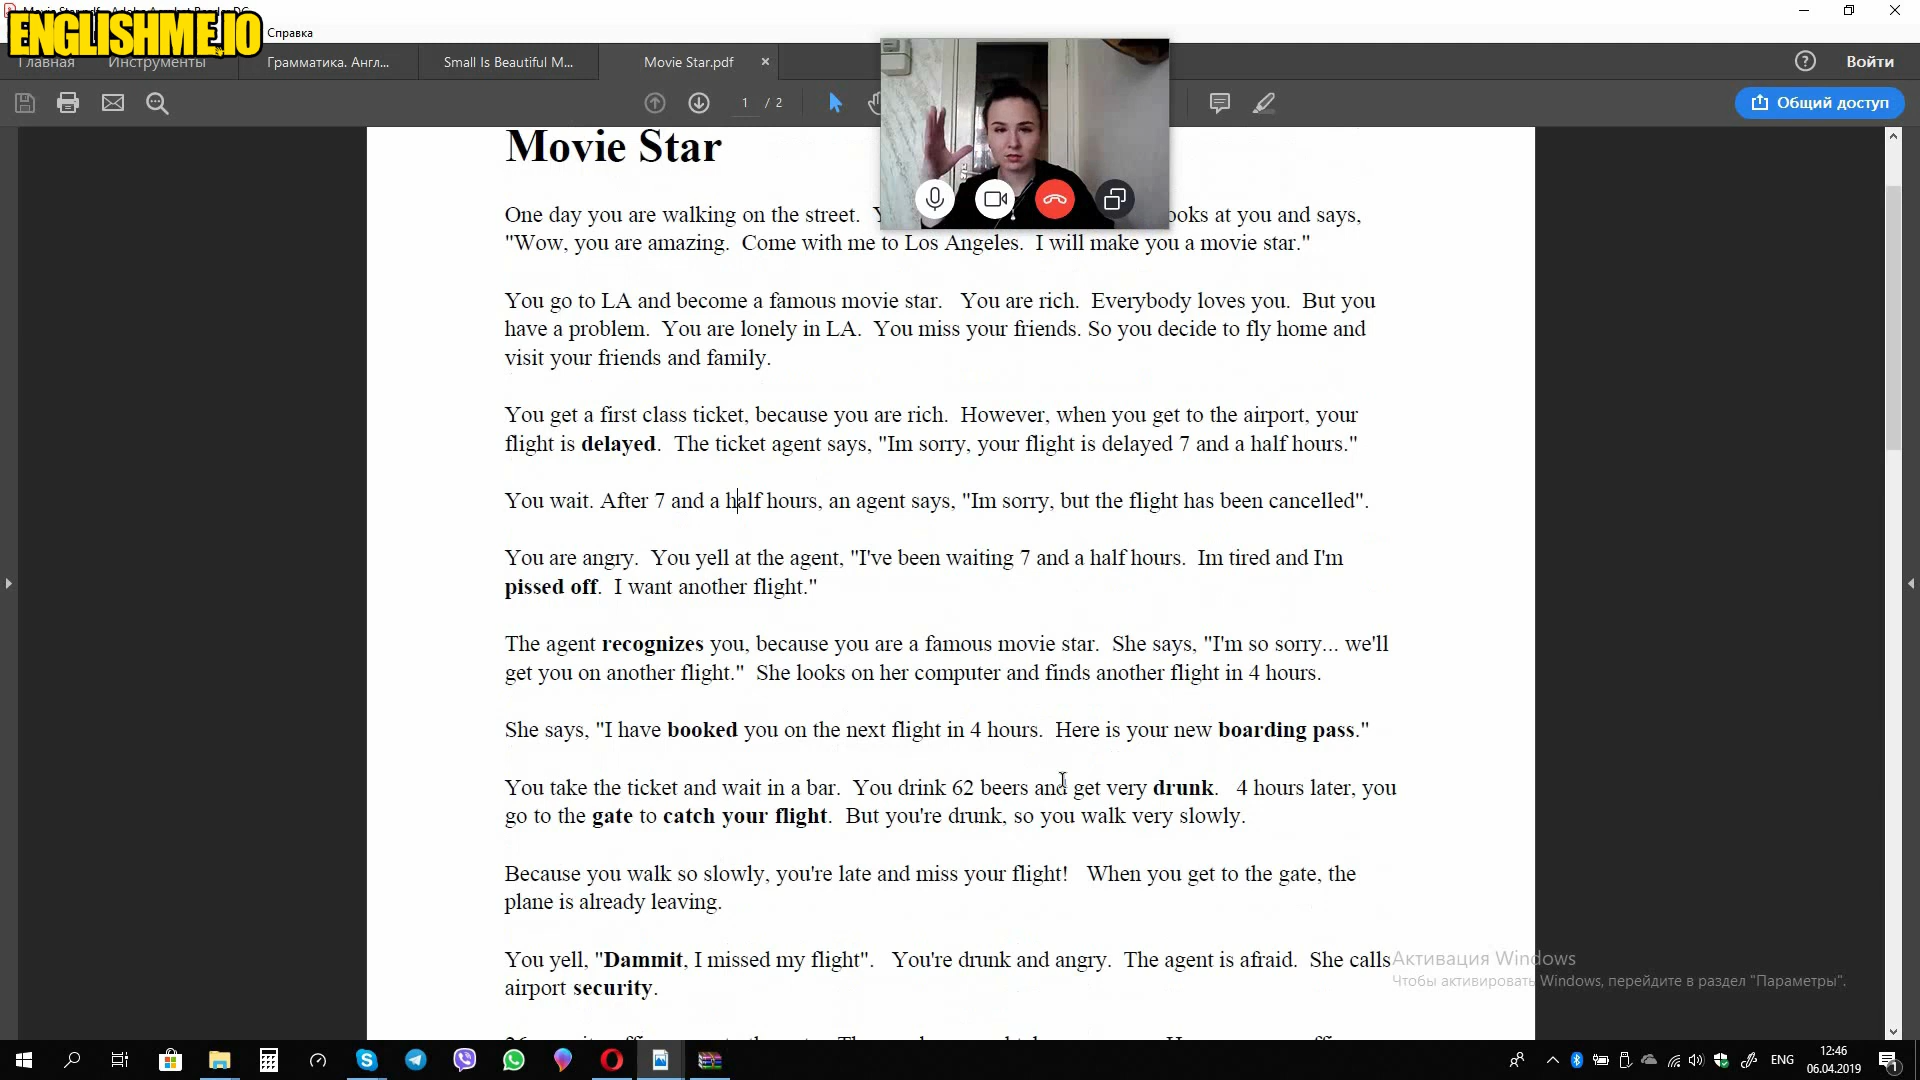 ENGLISHME.IO
Справка
Главная Инструменты Грамматика. Англ... Small Is Beautiful M... Movie Star.pdf × ? Войти
1 / 2 Общий доступ
Movie Star
One day you are walking on the street. ooks at you and says,
"Wow, you are amazing. Come with me to Los Angeles. I will make you a movie star."
You go to LA and become a famous movie star. You are rich. Everybody loves you. But you
have a problem. You are lonely in LA. You miss your friends. So you decide to fly home and
visit your friends and family.
You get a first class ticket, because you are rich. However, when you get to the airport, your
flight is delayed. The ticket agent says, "Im sorry, your flight is delayed 7 and a half hours."
You wait. After 7 and a half hours, an agent says, "Im sorry, but the flight has been cancelled".
You are angry. You yell at the agent, "I've been waiting 7 and a half hours. Im tired and I'm
pissed off. I want another flight."
The agent recognizes you, because you are a famous movie star. She says, "I'm so sorry... we'll
get you on another flight." She looks on her computer and finds another flight in 4 hours.
She says, "I have booked you on the next flight in 4 hours. Here is your new boarding pass."
You take the ticket and wait in a bar. You drink 62 beers and get very drunk. 4 hours later, you
go to the gate to catch your flight. But you're drunk, so you walk very slowly.
Because you walk so slowly, you're late and miss your flight! When you get to the gate, the
plane is already leaving.
You yell, "Dammit, I missed my flight". You're drunk and angry. The agent is afraid. She calls
airport security.
Активация Windows
Чтобы активировать Windows, перейдите в раздел "Параметры".
ENG
12:46
06.04.2019
1